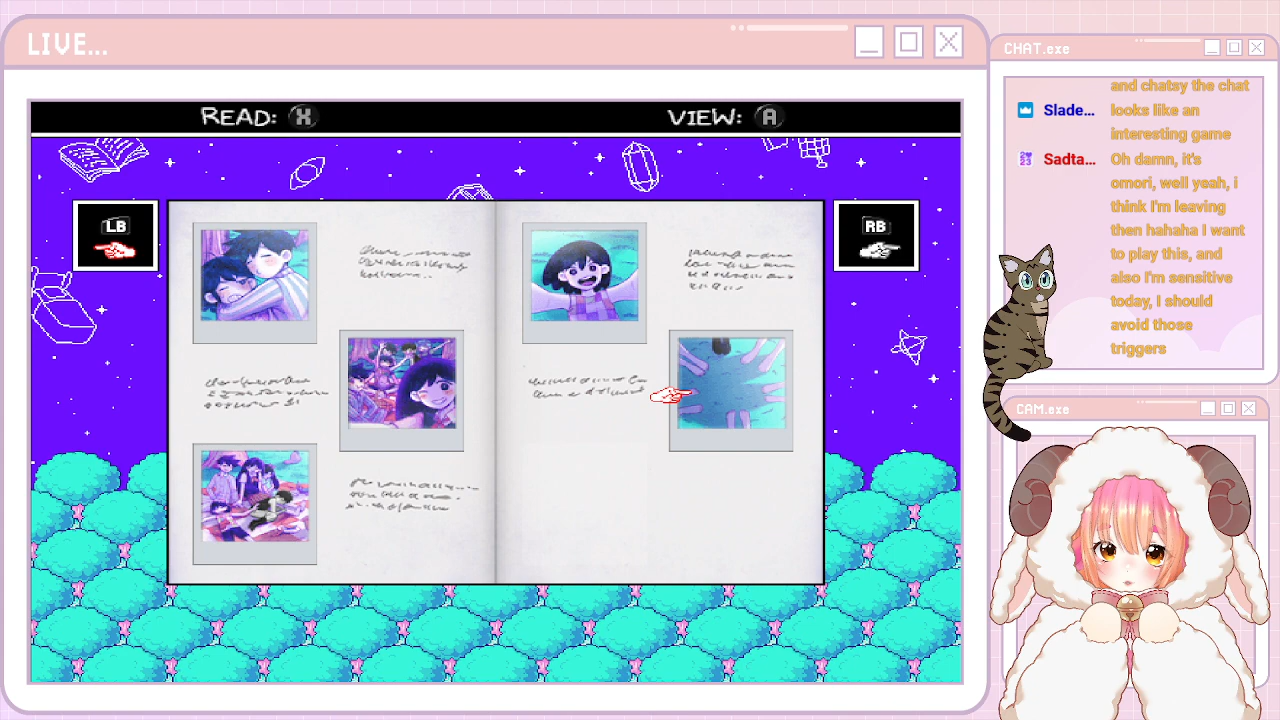 LIVE...
READ: X
VIEW: A
LB
RB
CHAT.exe
and chatsy the chat
Slade... looks like an
interesting game
Sadta... Oh damn, it's
omori, well yeah, i
think I'm leaving
then hahaha I want
to play this, and
also I'm sensitive
today, I should
avoid those
triggers
CAM.exe